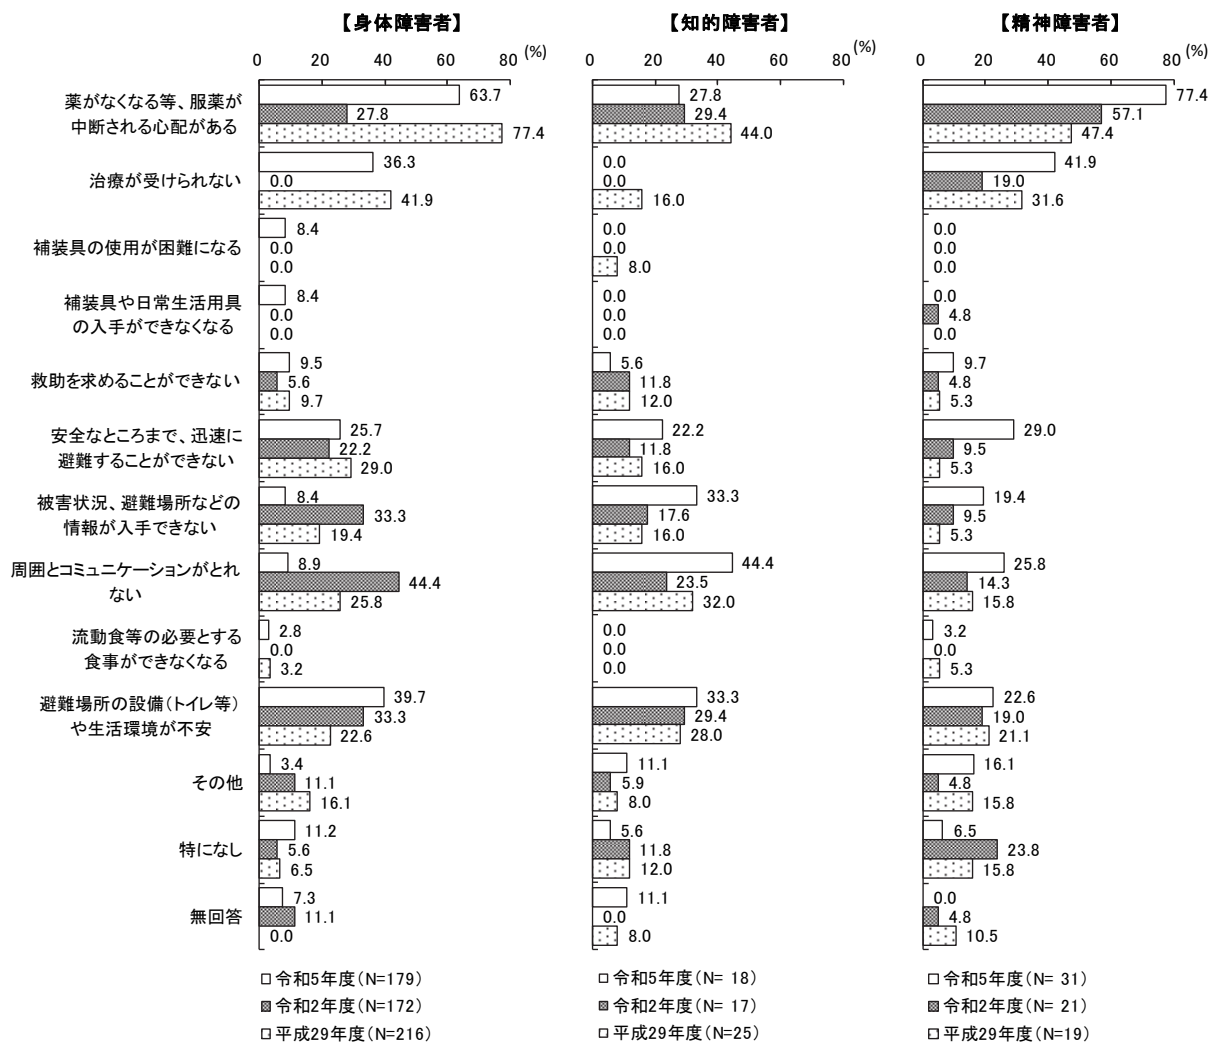 【身体障害者】 【知的障害者】 【精神障害者】
0 20 40 60 80 (%) 0 20 40 60 80 (%) 0 20 40 60 80 (%)
薬がなくなる等、服薬が
中断される心配がある
63.7 27.8 77.4
27.8 29.4 57.1
77.4 44.0 47.4
治療が受けられない
36.3 0.0 41.9
0.0 0.0 19.0
41.9 16.0 31.6
補装具の使用が困難になる
8.4 0.0 0.0
0.0 0.0 0.0
0.0 8.0 0.0
補装具や日常生活用具
の入手ができなくなる
8.4 0.0 0.0
0.0 0.0 4.8
0.0 0.0 0.0
救助を求めることができない
9.5 5.6 9.7
5.6 11.8 4.8
9.7 12.0 5.3
安全なところまで、迅速に
避難することができない
25.7 22.2 29.0
22.2 11.8 9.5
29.0 16.0 5.3
被害状況、避難場所などの
情報が入手できない
8.4 33.3 19.4
33.3 17.6 9.5
19.4 16.0 5.3
周囲とコミュニケーションがとれ
ない
8.9 44.4 25.8
44.4 23.5 14.3
25.8 32.0 15.8
流動食等の必要とする
食事ができなくなる
2.8 0.0 3.2
0.0 0.0 0.0
3.2 0.0 5.3
避難場所の設備(トイレ等)
や生活環境が不安
39.7 33.3 22.6
33.3 29.4 19.0
22.6 28.0 21.1
その他
3.4 11.1 16.1
11.1 5.9 4.8
16.1 8.0 15.8
特になし
11.2 5.6 6.5
5.6 11.8 23.8
6.5 12.0 15.8
無回答
7.3 11.1 0.0
11.1 0.0 4.8
0.0 8.0 10.5
令和5年度(N=179) 令和5年度(N= 18) 令和5年度(N= 31)
令和2年度(N=172) 令和2年度(N= 17) 令和2年度(N= 21)
平成29年度(N=216) 平成29年度(N=25) 平成29年度(N=19)